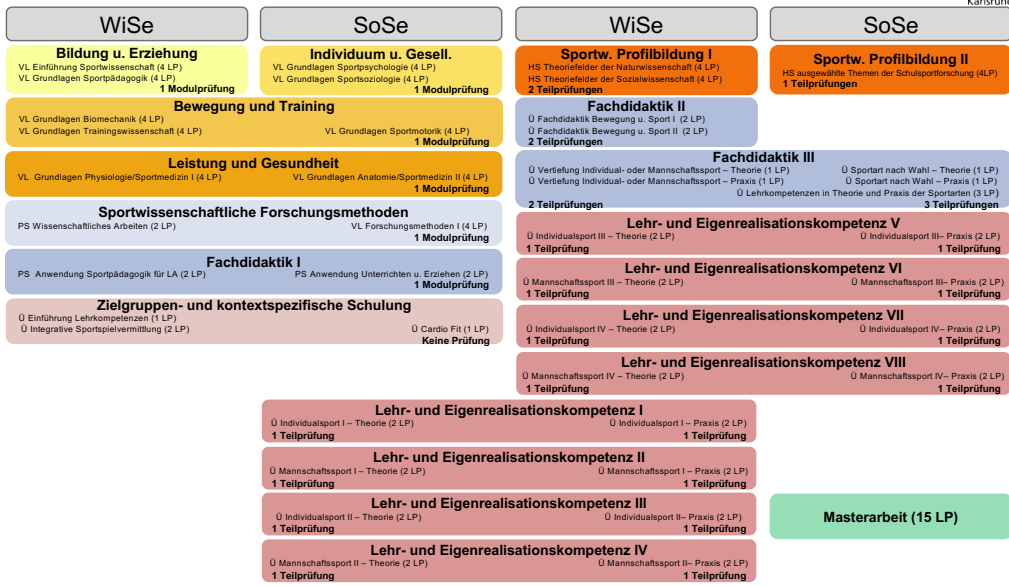 Karlsruhe
WiSe
SoSe
WiSe
SoSe
Bildung u. Erziehung
VL Einführung Sportwissenschaft (4 LP)
VL Grundlagen Sportpädagogik (4 LP)
1 Modulprüfung
Individuum u. Gesell.
VL Grundlagen Sportpsychologie (4 LP)
VL Grundlagen Sportsoziologie (4 LP)
1 Modulprüfung
Sportw. Profilbildung I
HS Theoriefelder der Naturwissenschaft (4 LP)
HS Theoriefelder der Sozialwissenschaft (4 LP)
2 Teilprüfungen
Sportw. Profilbildung II
HS ausgewählte Themen der Schulsportforschung (4LP)
1 Teilprüfungen
Bewegung und Training
VL Grundlagen Biomechanik (4 LP)
VL Grundlagen Trainingswissenschaft (4 LP) VL Grundlagen Sportmotorik (4 LP)
1 Modulprüfung
Fachdidaktik II
Ü Fachdidaktik Bewegung u. Sport I (2 LP)
Ü Fachdidaktik Bewegung u. Sport II (2 LP)
2 Teilprüfungen
Leistung und Gesundheit
VL Grundlagen Physiologie/Sportmedizin I (4 LP) VL Grundlagen Anatomie/Sportmedizin II (4 LP)
1 Modulprüfung
Fachdidaktik III
Ü Vertiefung Individual- oder Mannschaftssport – Theorie (1 LP) Ü Sportart nach Wahl – Theorie (1 LP)
Ü Vertiefung Individual- oder Mannschaftssport – Praxis (1 LP) Ü Sportart nach Wahl – Praxis (1 LP)
Ü Lehrkompetenzen in Theorie und Praxis der Sportarten (3 LP)
2 Teilprüfungen 3 Teilprüfungen
Sportwissenschaftliche Forschungsmethoden
PS Wissenschaftliches Arbeiten (2 LP) VL Forschungsmethoden I (4 LP)
1 Modulprüfung
Lehr- und Eigenrealisationskompetenz V
Ü Individualsport III – Theorie (2 LP) Ü Individualsport III– Praxis (2 LP)
1 Teilprüfung 1 Teilprüfung
Fachdidaktik I
PS Anwendung Sportpädagogik für LA (2 LP) PS Anwendung Unterrichten u. Erziehen (2 LP)
1 Modulprüfung
Lehr- und Eigenrealisationskompetenz VI
Ü Mannschaftssport III – Theorie (2 LP) Ü Mannschaftssport III– Praxis (2 LP)
1 Teilprüfung 1 Teilprüfung
Zielgruppen- und kontextspezifische Schulung
Ü Einführung Lehrkompetenzen (1 LP)
Ü Integrative Sportspielvermittlung (2 LP) Ü Cardio Fit (1 LP)
Keine Prüfung
Lehr- und Eigenrealisationskompetenz VII
Ü Individualsport IV – Theorie (2 LP) Ü Individualsport IV– Praxis (2 LP)
1 Teilprüfung 1 Teilprüfung
Lehr- und Eigenrealisationskompetenz VIII
Ü Mannschaftssport IV – Theorie (2 LP) Ü Mannschaftssport IV– Praxis (2 LP)
1 Teilprüfung 1 Teilprüfung
Lehr- und Eigenrealisationskompetenz I
Ü Individualsport I – Theorie (2 LP) Ü Individualsport I – Praxis (2 LP)
1 Teilprüfung 1 Teilprüfung
Lehr- und Eigenrealisationskompetenz II
Ü Mannschaftssport I – Theorie (2 LP) Ü Mannschaftssport I – Praxis (2 LP)
1 Teilprüfung 1 Teilprüfung
Lehr- und Eigenrealisationskompetenz III
Ü Individualsport II – Theorie (2 LP) Ü Individualsport II– Praxis (2 LP)
1 Teilprüfung 1 Teilprüfung
Masterarbeit (15 LP)
Lehr- und Eigenrealisationskompetenz IV
Ü Mannschaftssport II – Theorie (2 LP) Ü Mannschaftssport II– Praxis (2 LP)
1 Teilprüfung 1 Teilprüfung